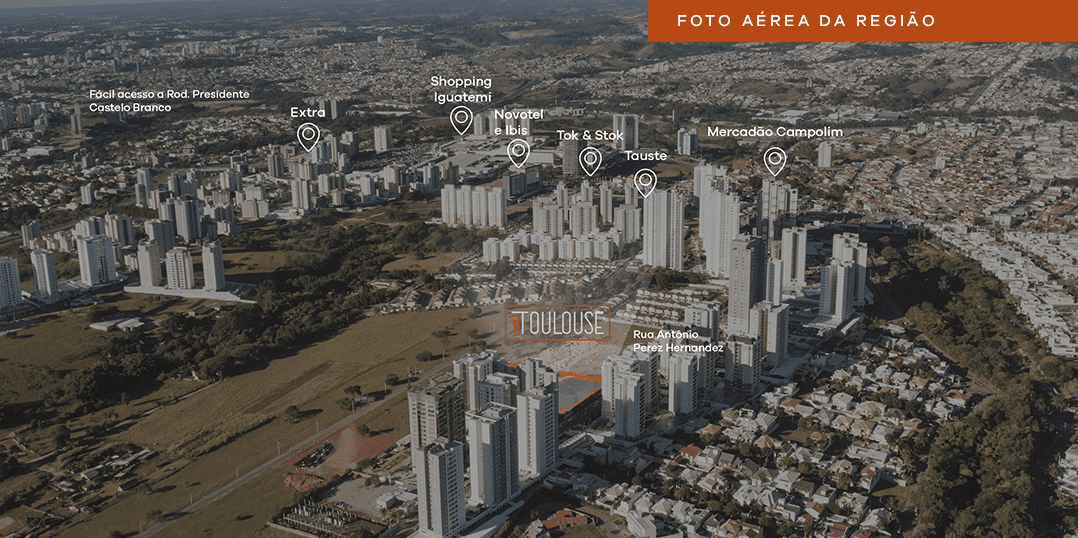 FOTO AÉREA DA REGIÃO
Fácil acesso a Rod. Presidente
Castelo Branco
Extra
Shopping
Iguatemi
Novotel
e Ibis
Tok & Stok
Tauste
Mercadão Campolim
TOULOUSE
Rua Antônio
Perez Hernandez